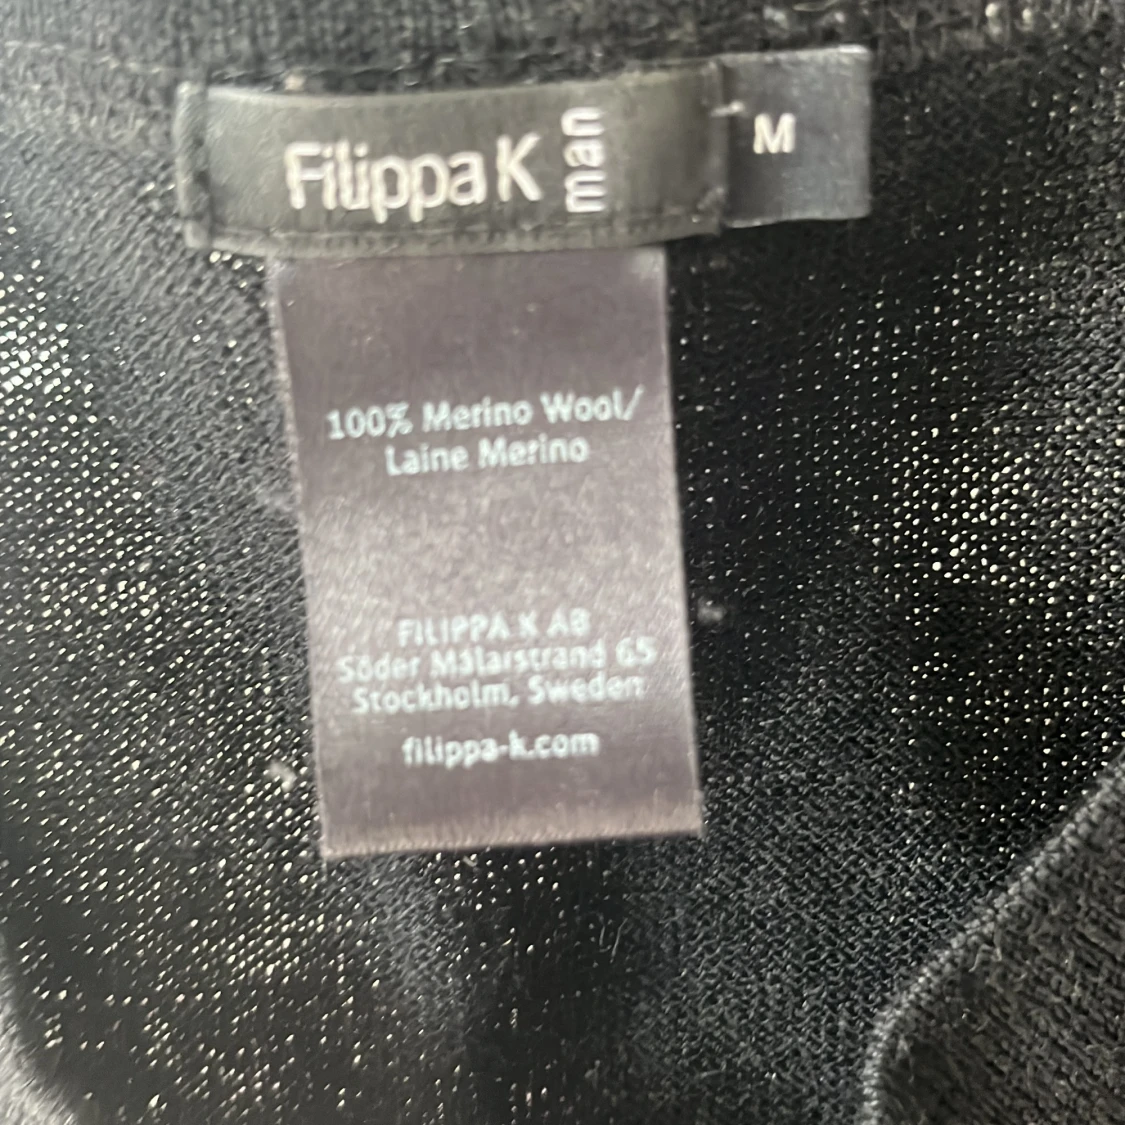 Filippa K man
M
100% Merino Wool/
Laine Merino
FILIPPA K AB
Söder Mälarstrand 65
Stockholm, Sweden
filippa-k.com